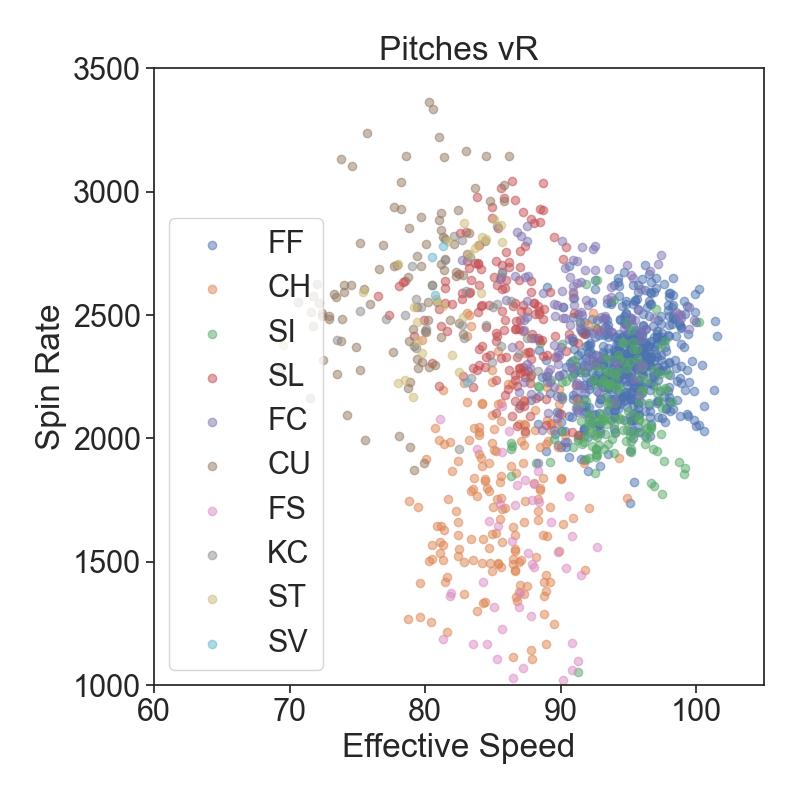 Pitches vR
3500
3000
2500
2000
1500
1000
Spin Rate
FF
CH
SI
SL
FC
CU
FS
KC
ST
SV
60 70 80 90 100
Effective Speed